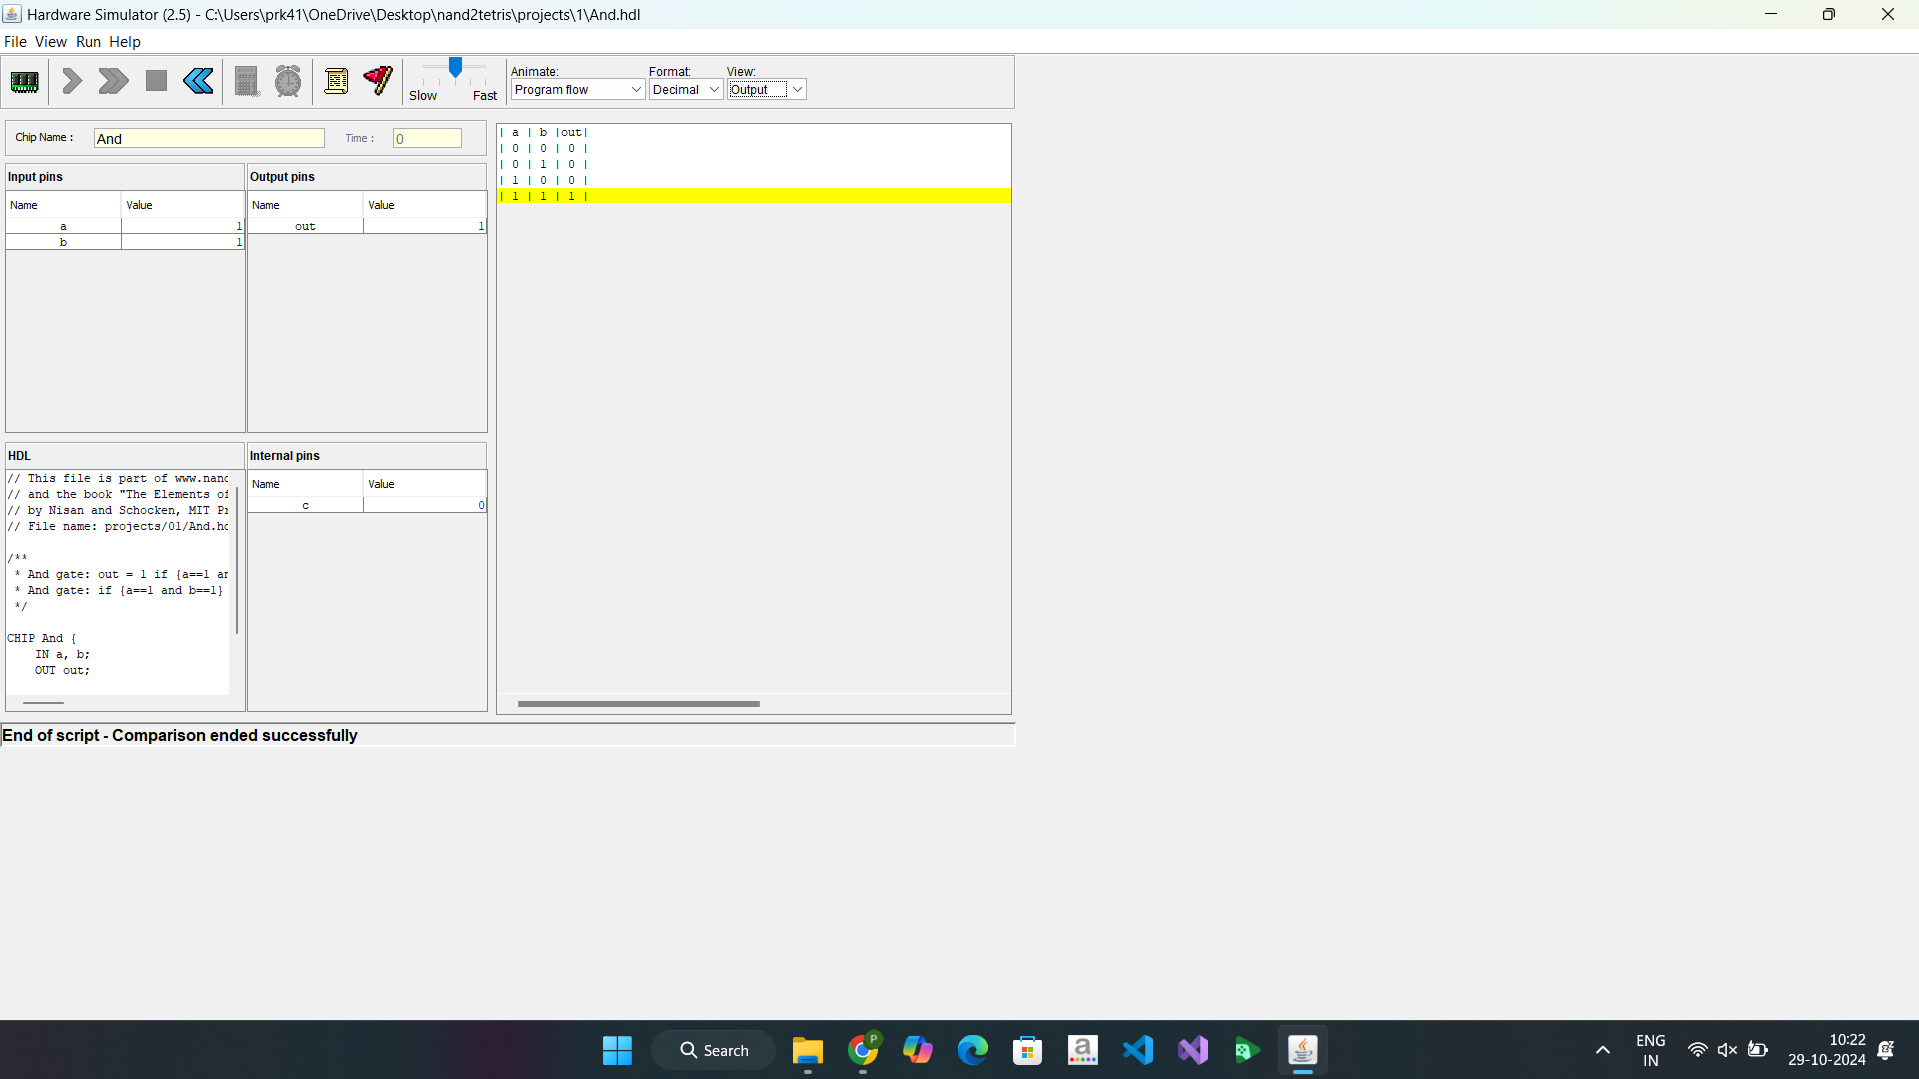 Hardware Simulator (2.5) - C:\Users\prk41\OneDrive\Desktop\nand2tetris\projects\1\And.hdl
File View Run Help
Slow Fast
Animate: Format: View:
Program flow Decimal Output
Chip Name : And Time : 0
Input pins
Name Value
a 1
b 1
Output pins
Name Value
out 1
| a | b |out|
| 0 | 0 | 0 |
| 0 | 1 | 0 |
| 1 | 0 | 0 |
| 1 | 1 | 1 |
HDL
// This file is part of www.nand
// and the book "The Elements of
// by Nisan and Schocken, MIT Pr
// File name: projects/01/And.hd
/**
* And gate: out = 1 if {a==1 an
* And gate: if {a==1 and b==1}
*/
CHIP And {
IN a, b;
OUT out;
Internal pins
Name Value
c 0
End of script - Comparison ended successfully
Search
P
a
ENG
IN
10:22
29-10-2024